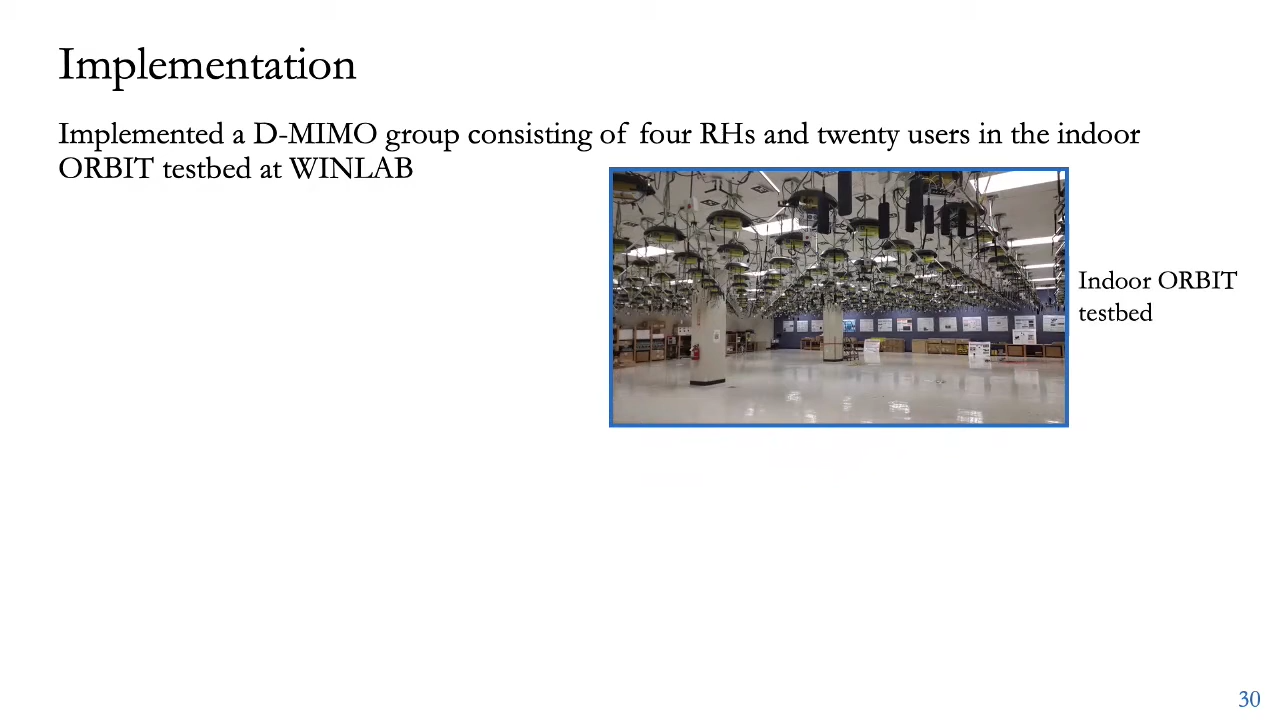 Implementation
Implemented a D-MIMO group consisting of four RHs and twenty users in the indoor
ORBIT testbed at WINLAB
Indoor ORBIT
testbed
30